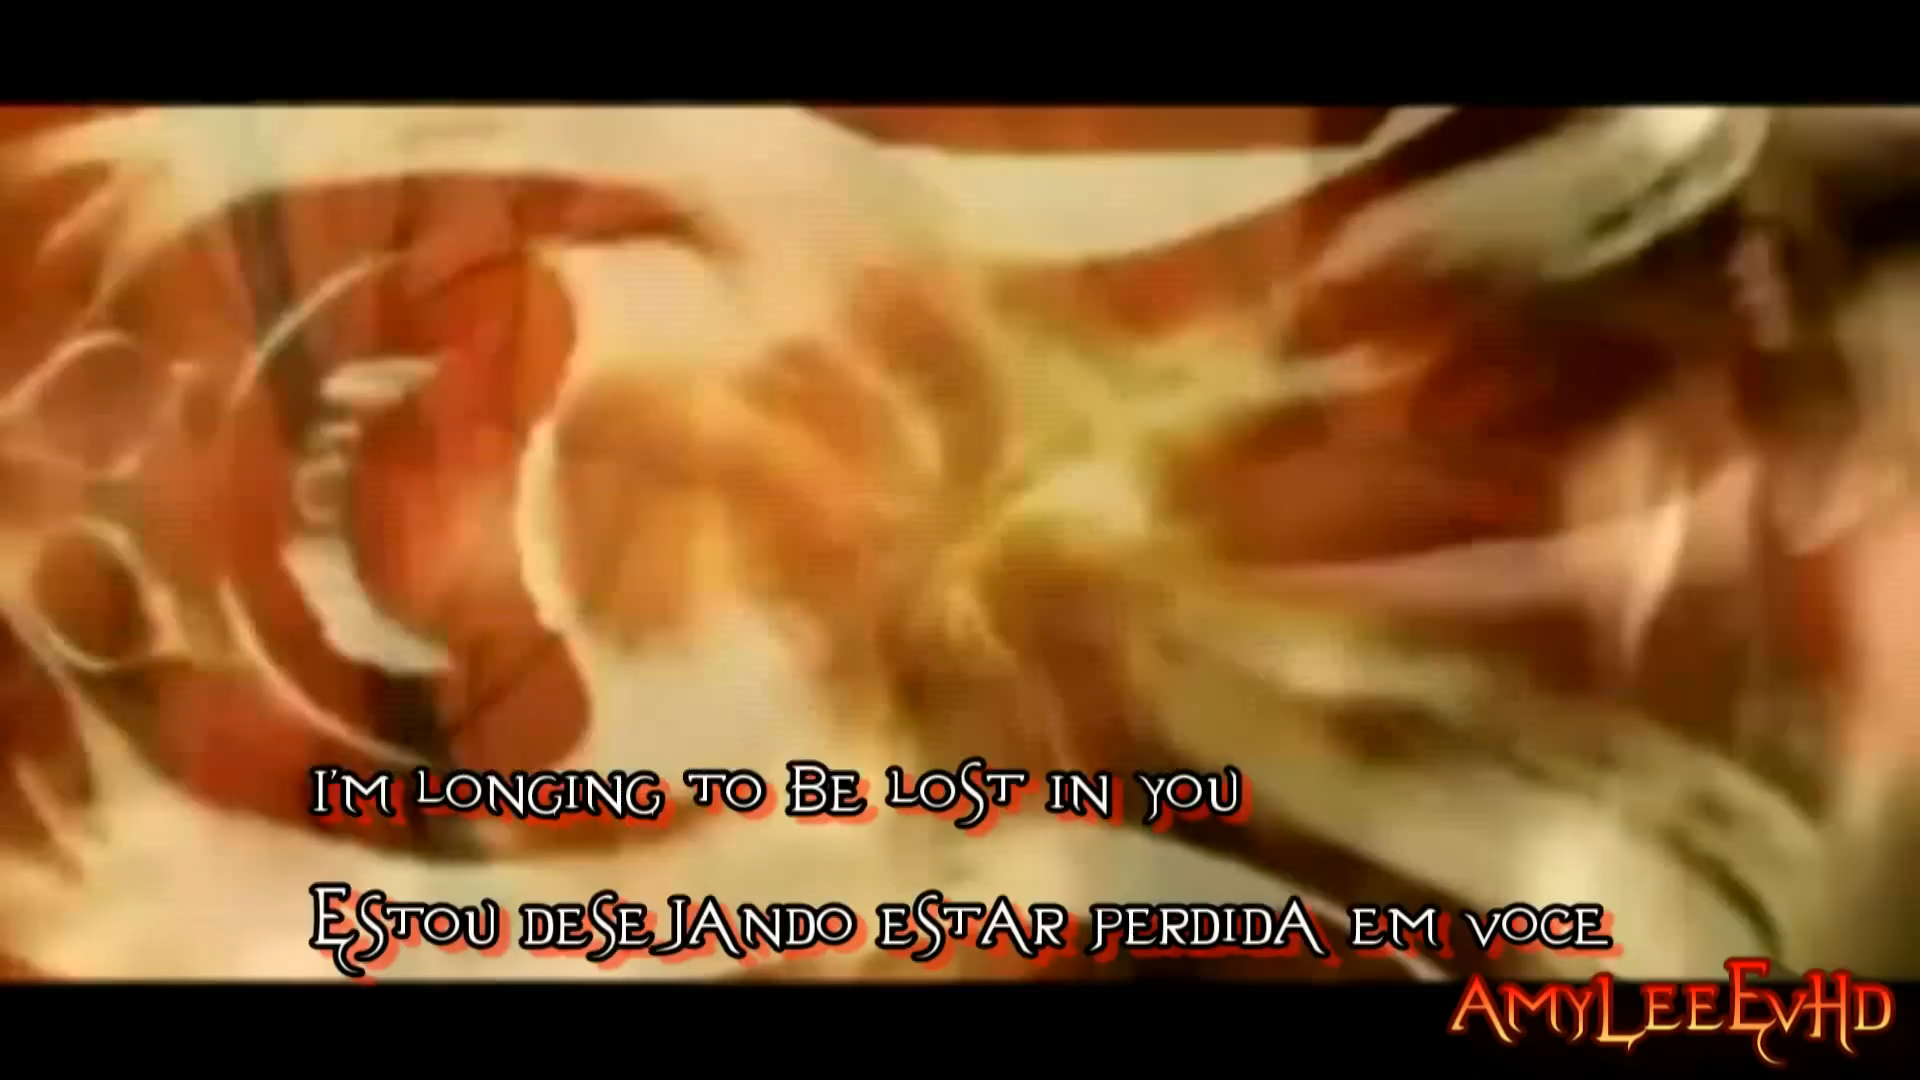 I'm longing to be lost in you
Estou desejando estar perdida em voce
AmyLeeEvHd